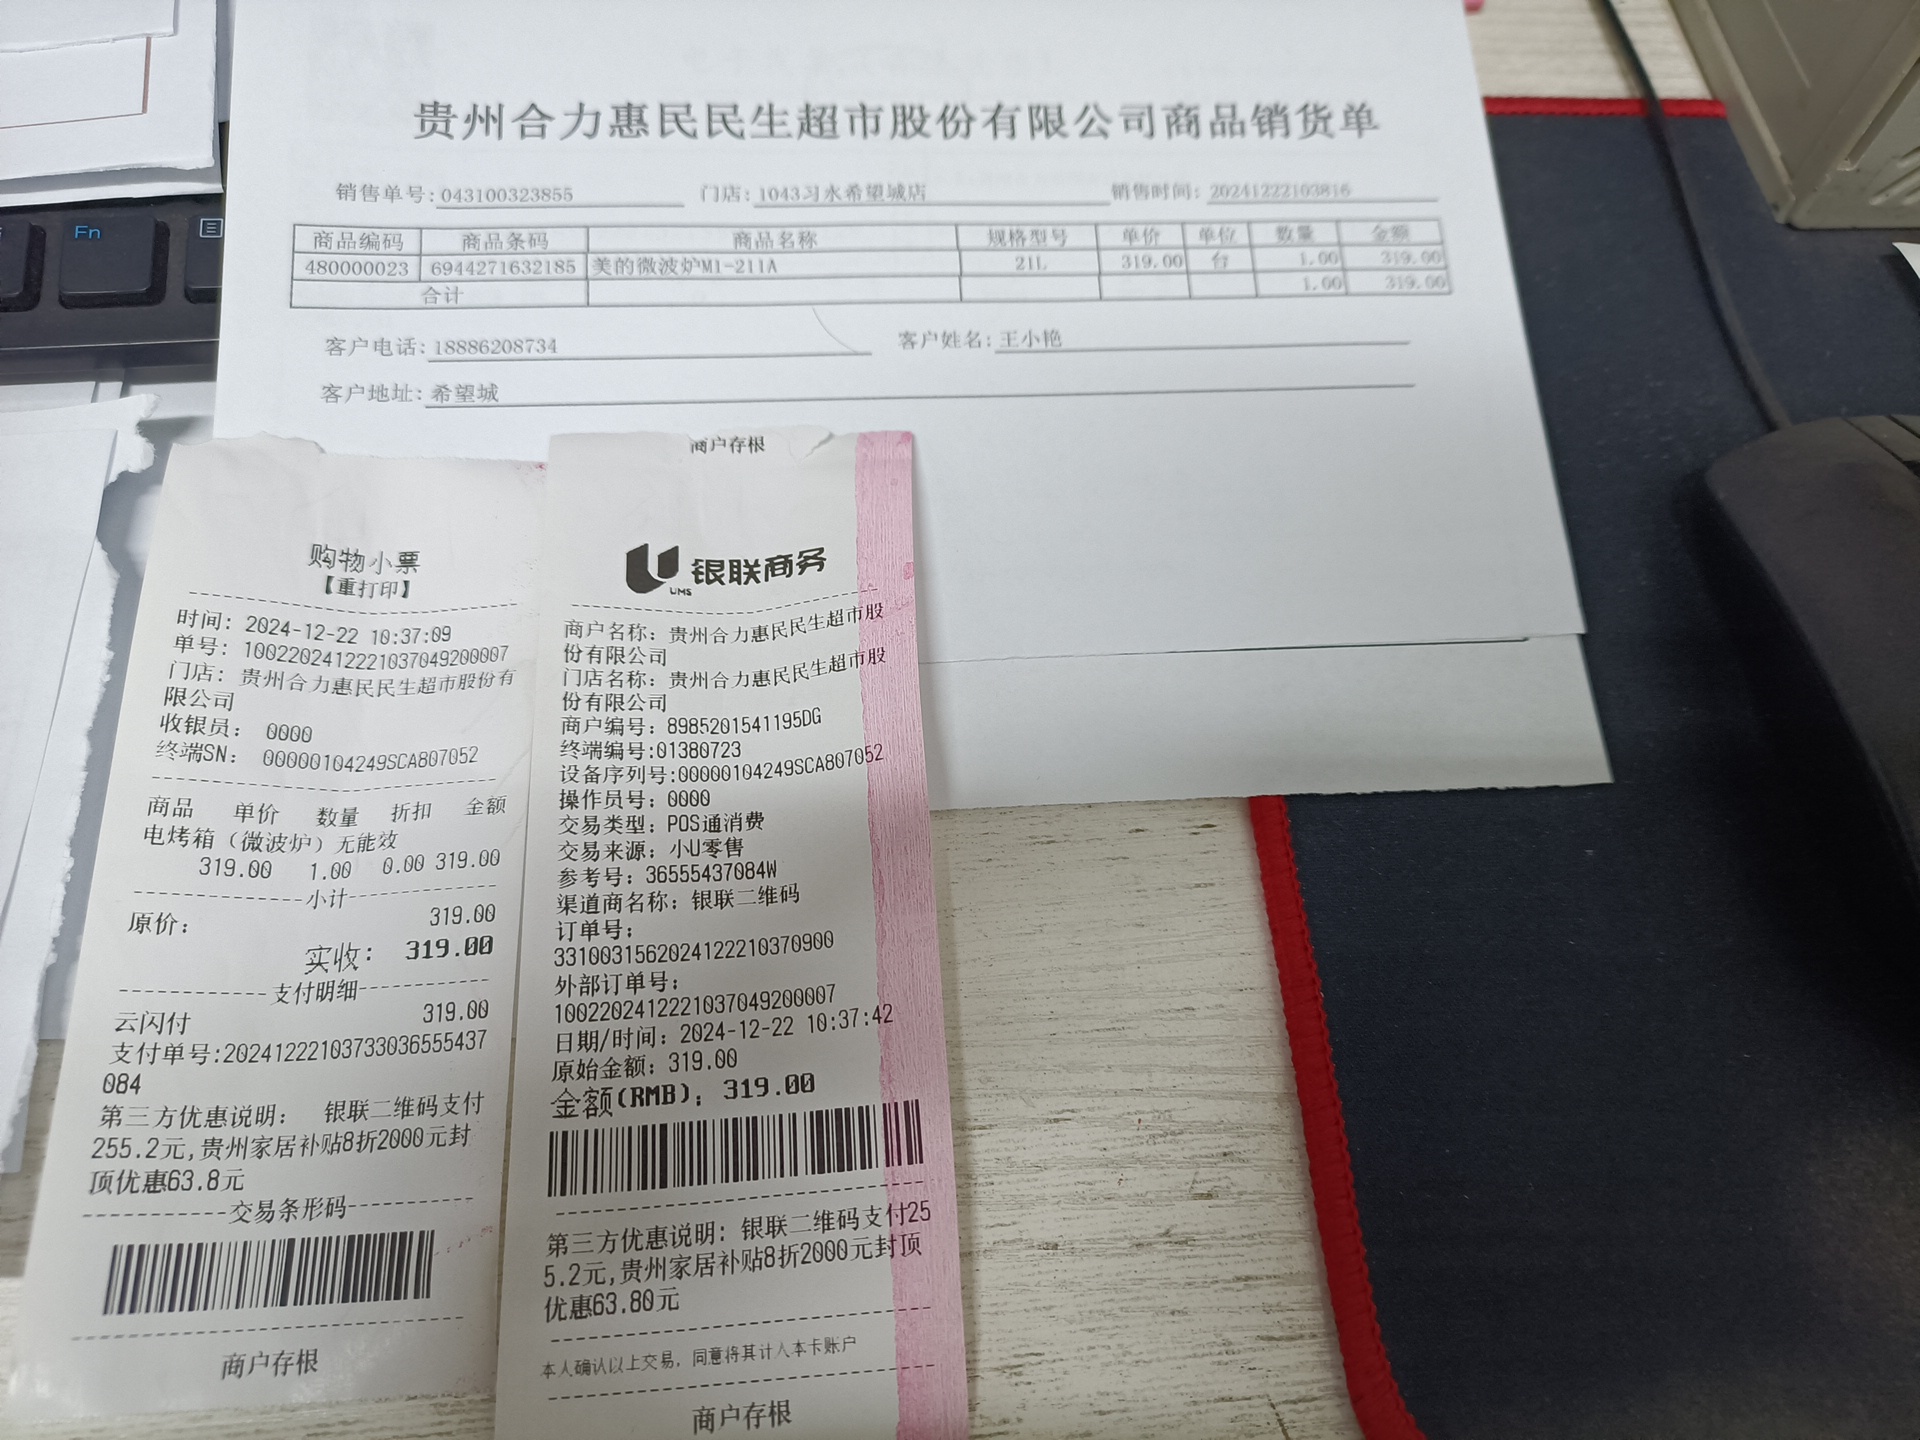 贵州合力惠民民生超市股份有限公司商品销货单
销售单号:043100323855 门店:1043习水希望城店 销售时间:20241222103816
商品编码 商品条码 商品名称 规格型号 单价 单位 数量 金额
480000023 6944271632185 美的微波炉M1-211A 21L 319.00 台 1.00 319.00
合计 1.00 319.00
客户电话:18886208734 客户姓名:王小艳
客户地址:希望城
购物小票
【重打印】
时间: 2024-12-22 10:37:09
单号: 10022024122210370492​00007
门店: 贵州合力惠民民生超市股份有
限公司
收银员: 0000
终端SN: 00000104249SCA807052
商品 单价 数量 折扣 金额
电烤箱（微波炉）无能效
319.00 1.00 0.00 319.00
小计
原价: 319.00
实收: 319.00
支付明细
云闪付 319.00
支付单号:20241222103733036555437
084
第三方优惠说明: 银联二维码支付
255.2元,贵州家居补贴8折2000元封
顶优惠63.8元
交易条形码
商户存根
商户存根
银联商务
UMS
商户名称: 贵州合力惠民民生超市股
份有限公司
门店名称: 贵州合力惠民民生超市股
份有限公司
商户编号: 8985201541195DG
终端编号:01380723
设备序列号:00000104249SCA807052
操作员号: 0000
交易类型: POS通消费
交易来源: 小U零售
参考号: 36555437084W
渠道商名称: 银联二维码
订单号:
33100315620241222103​70900
外部订单号:
1002202412221037049200007
日期/时间: 2024-12-22 10:37:42
原始金额: 319.00
金额(RMB): 319.00
第三方优惠说明: 银联二维码支付25
5.2元,贵州家居补贴8折2000元封顶
优惠63.80元
本人确认以上交易, 同意将其计入本卡账户
商户存根
Fn